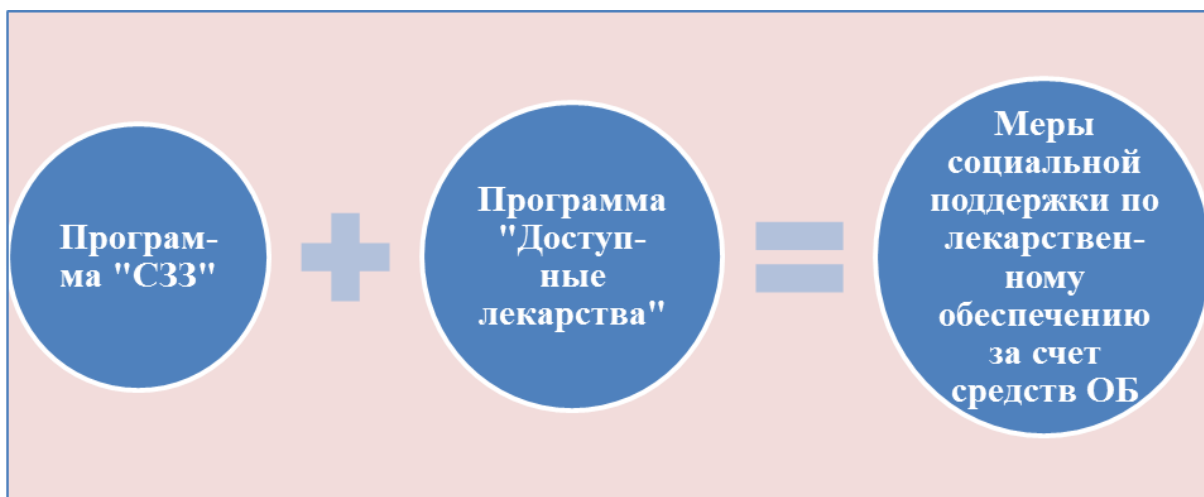 Програм-
ма "СЗЗ"
Программа
"Доступ-
ные
лекарства"
Меры
социальной
поддержки по
лекарствен-
ному
обеспечению
за счет
средств ОБ